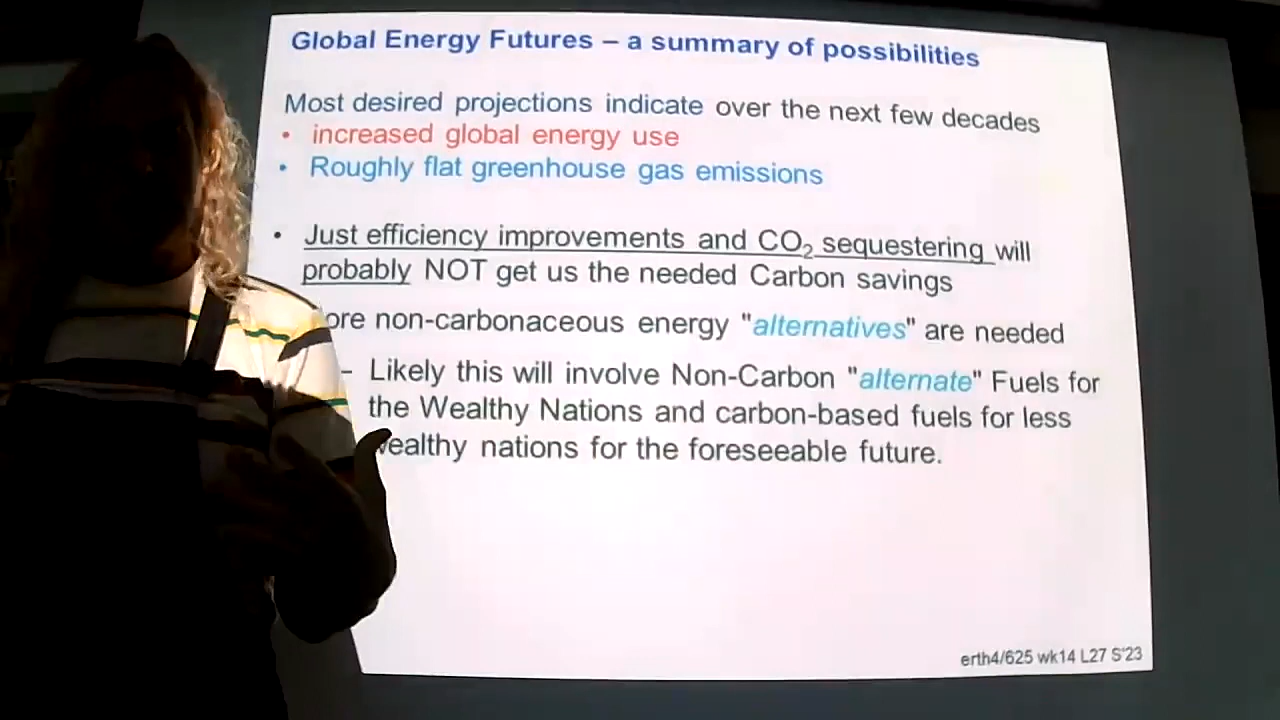 Global Energy Futures – a summary of possibilities
Most desired projections indicate over the next few decades
• increased global energy use
• Roughly flat greenhouse gas emissions
• Just efficiency improvements and CO₂ sequestering will
probably NOT get us the needed Carbon savings
ore non-carbonaceous energy "alternatives" are needed
– Likely this will involve Non-Carbon "alternate" Fuels for
the Wealthy Nations and carbon-based fuels for less
ealthy nations for the foreseeable future.
erth4/625 wk14 L27 S'23